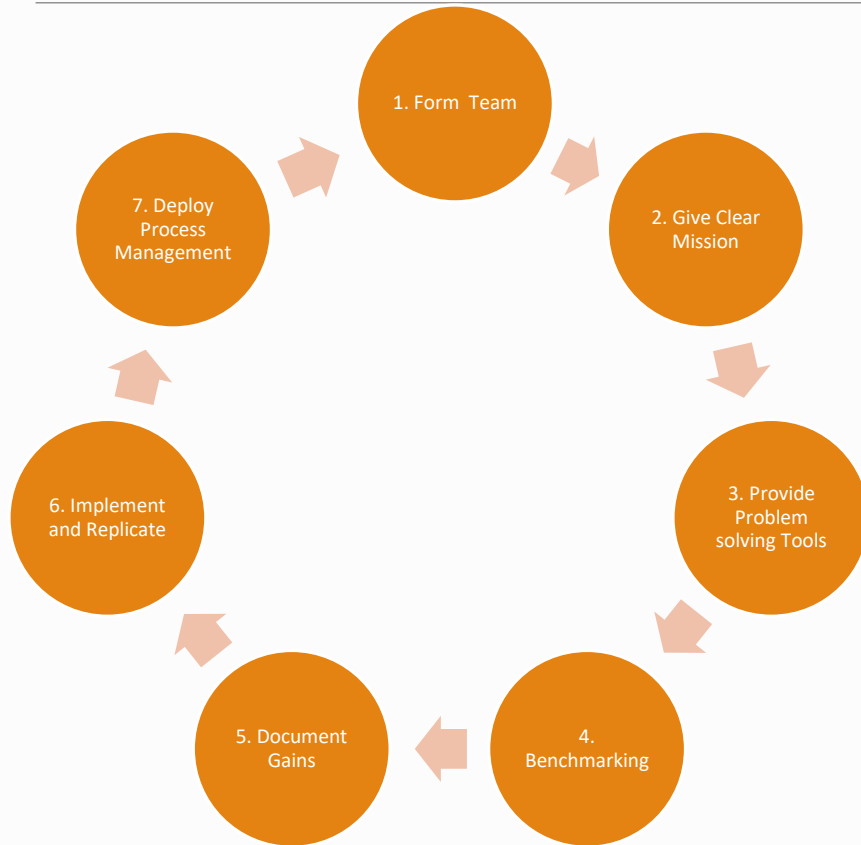 1. Form Team
2. Give Clear
Mission
3. Provide
Problem
solving Tools
4.
Benchmarking
5. Document
Gains
6. Implement
and Replicate
7. Deploy
Process
Management